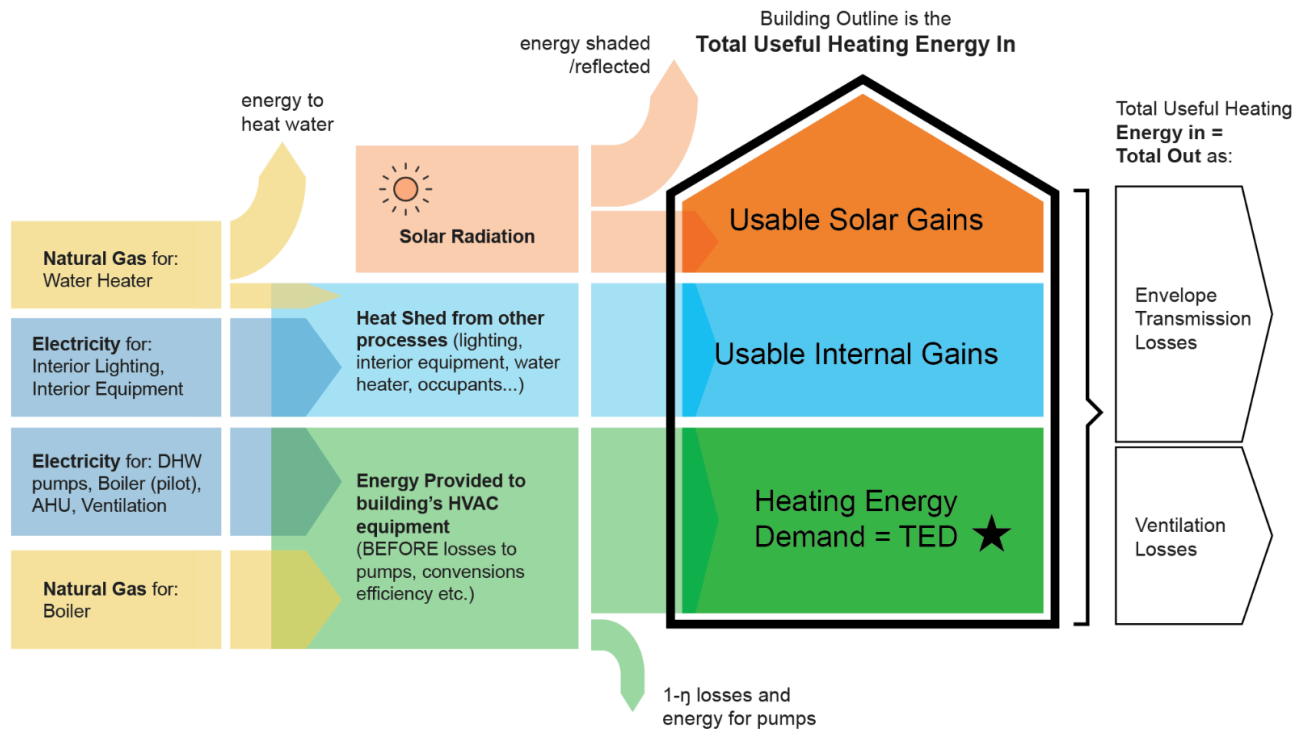 Building Outline is the
Total Useful Heating Energy In
energy shaded
/reflected
energy to
heat water
Total Useful Heating
Energy in =
Total Out as:
Solar Radiation
Usable Solar Gains
Natural Gas for:
Water Heater
Electricity for:
Interior Lighting,
Interior Equipment
Heat Shed from other
processes (lighting,
interior equipment, water
heater, occupants...)
Usable Internal Gains
Envelope
Transmission
Losses
Electricity for: DHW
pumps, Boiler (pilot),
AHU, Ventilation
Natural Gas for:
Boiler
Energy Provided to
building's HVAC
equipment
(BEFORE losses to
pumps, convensions
efficiency etc.)
Heating Energy
Demand = TED ★
Ventilation
Losses
1-η losses and
energy for pumps